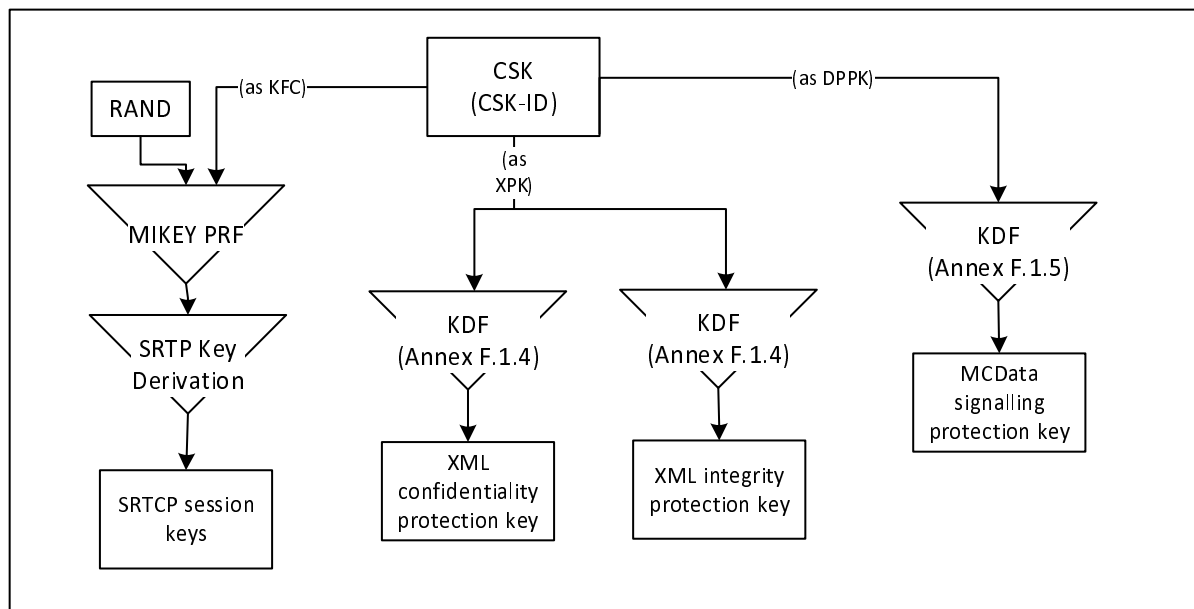 CSK
(CSK-ID)
(as KFC)
(as DPPK)
RAND
(as
XPK)
MIKEY PRF
KDF
(Annex F.1.5)
SRTP Key
Derivation
KDF
(Annex F.1.4)
KDF
(Annex F.1.4)
MCData
signalling
protection key
SRTCP session
keys
XML
confidentiality
protection key
XML integrity
protection key